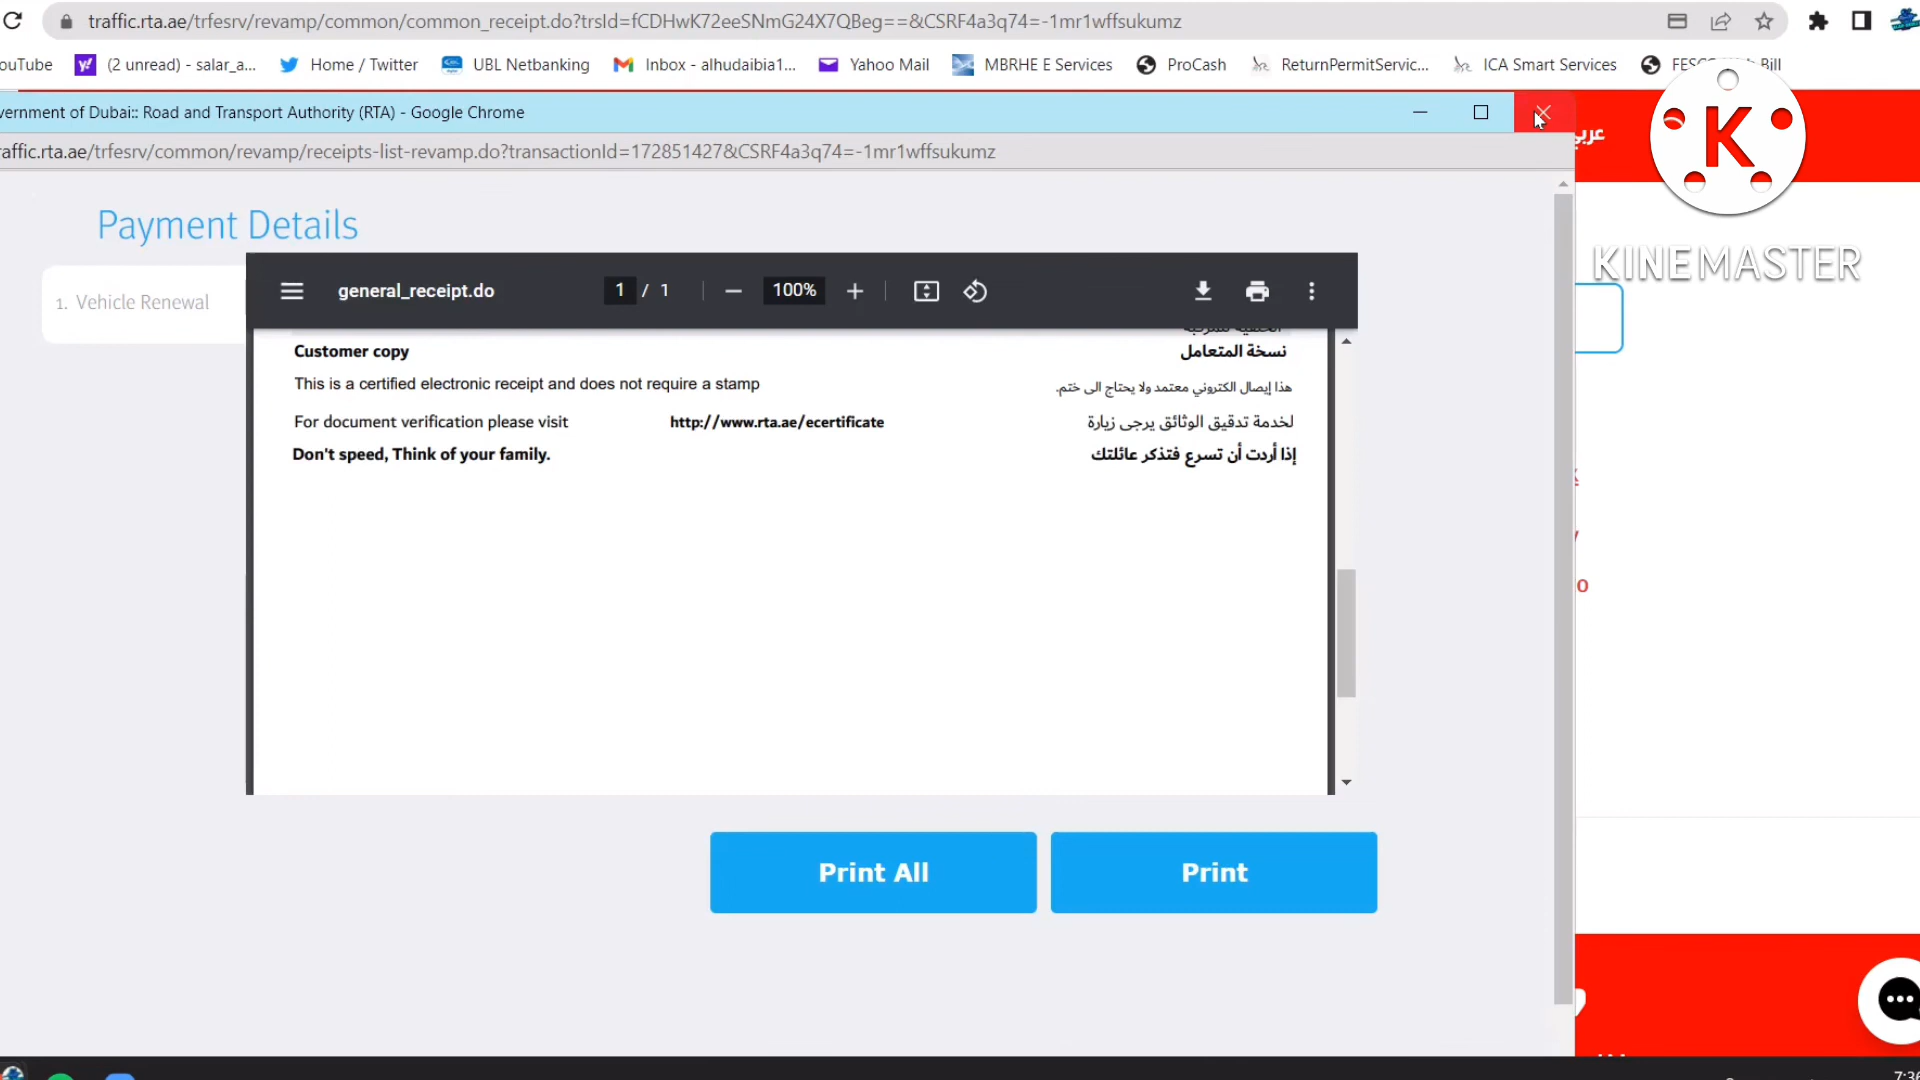 traffic.rta.ae/trfesrv/revamp/common/common_receipt.do?trsId=fCDHwK72eeSNmG24X7QBeg==&CSRF4a3q74=-1mr1wffsukumz
ouTube (2 unread) - salar_a... Home / Twitter UBL Netbanking Inbox - alhudaibia1... Yahoo Mail MBRHE E Services ProCash ReturnPermitServic... ICA Smart Services Bill
vernment of Dubai:: Road and Transport Authority (RTA) - Google Chrome
عربي
K
affic.rta.ae/trfesrv/common/revamp/receipts-list-revamp.do?transactionId=172851427&CSRF4a3q74=-1mr1wffsukumz
Payment Details
KINEMASTER
1. Vehicle Renewal
general_receipt.do 1 / 1 100%
Customer copy نسخة المتعامل
This is a certified electronic receipt and does not require a stamp هذا إيصال الكتروني معتمد ولا يحتاج الى ختم.
For document verification please visit http://www.rta.ae/ecertificate لخدمة تدقيق الوثائق يرجى زيارة
Don't speed, Think of your family. إذا أردت أن تسرع فتذكر عائلتك
Print All Print